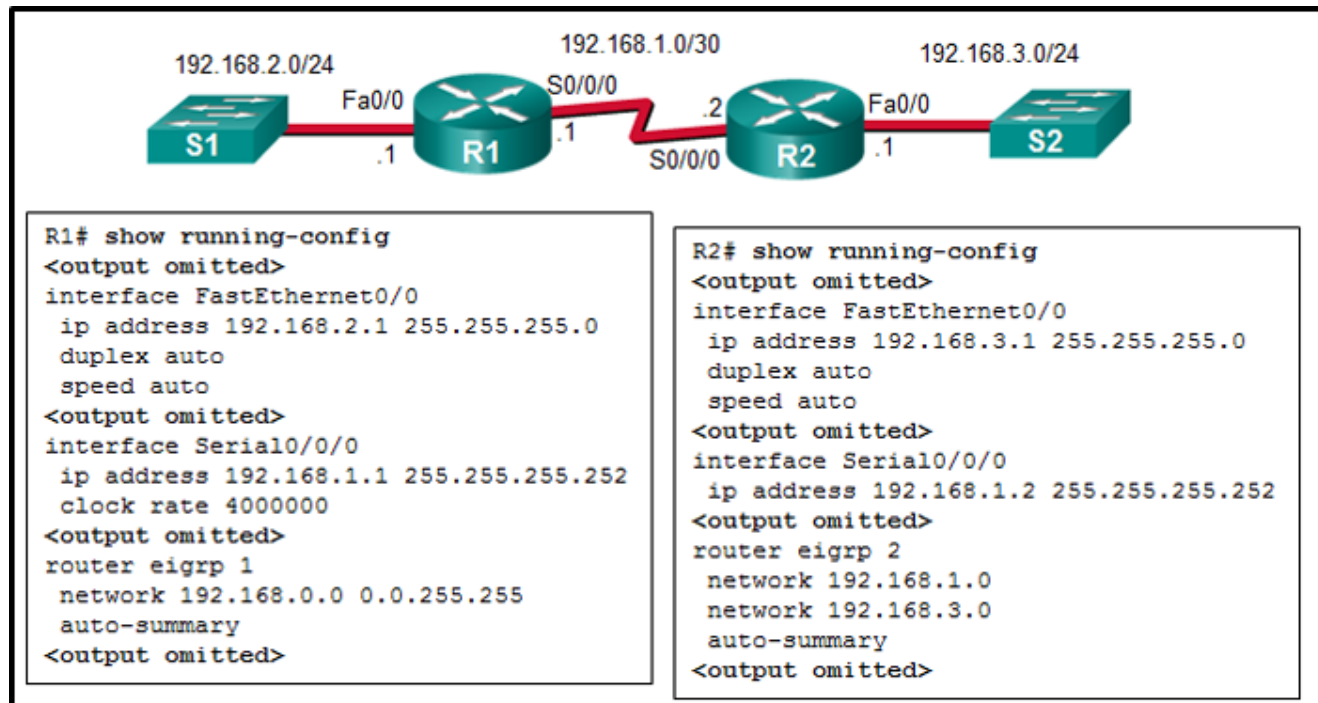 192.168.2.0/24
192.168.1.0/30
192.168.3.0/24
Fa0/0
S0/0/0
.2
Fa0/0
S1
.1
R1
.1
S0/0/0
R2
.1
S2
R1# show running-config
<output omitted>
interface FastEthernet0/0
ip address 192.168.2.1 255.255.255.0
duplex auto
speed auto
<output omitted>
interface Serial0/0/0
ip address 192.168.1.1 255.255.255.252
clock rate 4000000
<output omitted>
router eigrp 1
network 192.168.0.0 0.0.255.255
auto-summary
<output omitted>
R2# show running-config
<output omitted>
interface FastEthernet0/0
ip address 192.168.3.1 255.255.255.0
duplex auto
speed auto
<output omitted>
interface Serial0/0/0
ip address 192.168.1.2 255.255.255.252
<output omitted>
router eigrp 2
network 192.168.1.0
network 192.168.3.0
auto-summary
<output omitted>